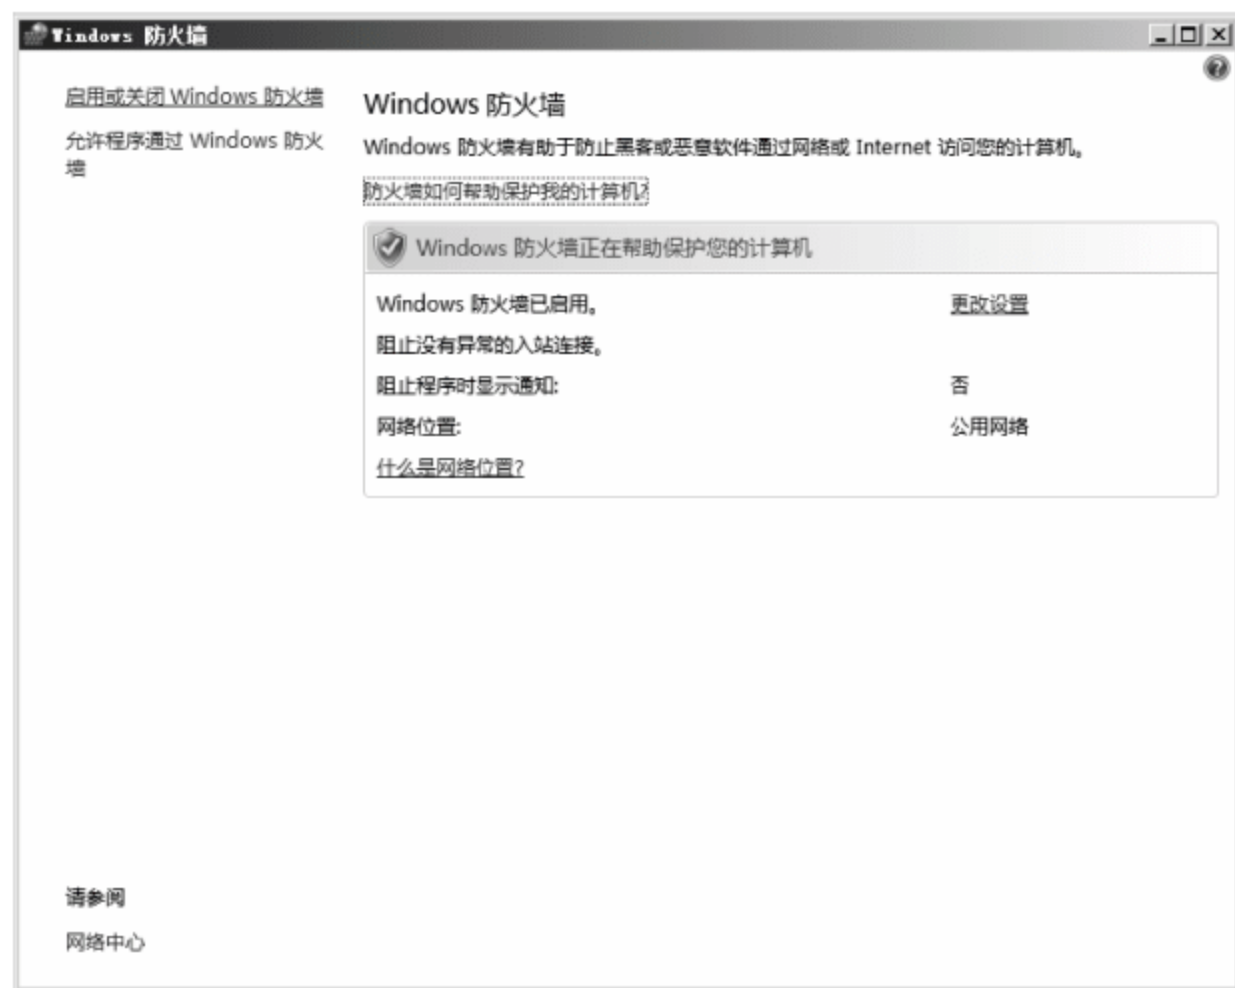 Windows 防火墙
启用或关闭 Windows 防火墙
允许程序通过 Windows 防火
墙
Windows 防火墙
Windows 防火墙有助于防止黑客或恶意软件通过网络或 Internet 访问您的计算机。
防火墙如何帮助保护我的计算机?
Windows 防火墙正在帮助保护您的计算机
Windows 防火墙已启用。 更改设置
阻止没有异常的入站连接。
阻止程序时显示通知: 否
网络位置: 公用网络
什么是网络位置?
请参阅
网络中心